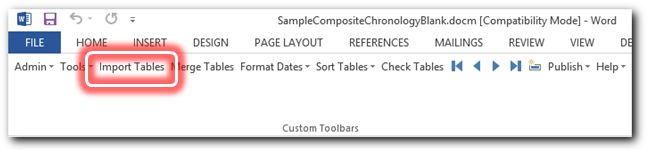 SampleCompositeChronologyBlank.docm [Compatibility Mode] - Word
FILE HOME INSERT DESIGN PAGE LAYOUT REFERENCES MAILINGS REVIEW VIEW DE
Admin Tools Import Tables Merge Tables Format Dates Sort Tables Check Tables Publish Help
Custom Toolbars